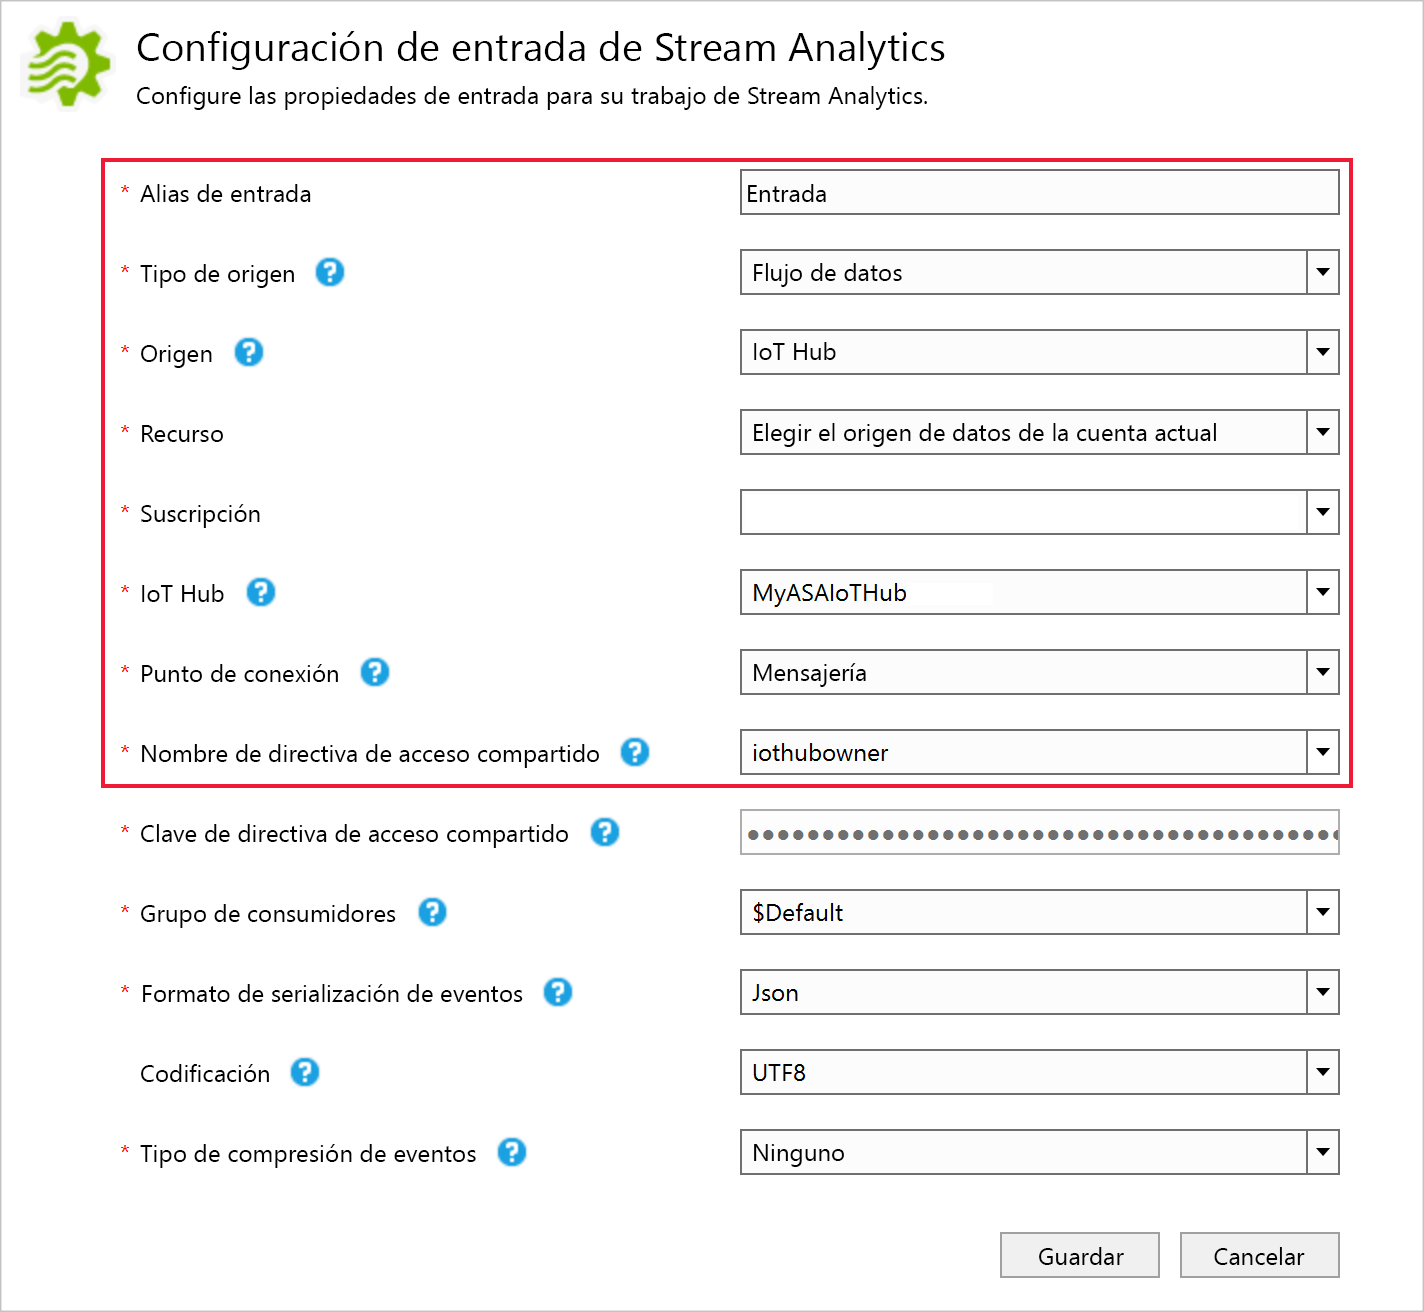 Configuración de entrada de Stream Analytics
Configure las propiedades de entrada para su trabajo de Stream Analytics.
* Alias de entrada Entrada
* Tipo de origen ? Flujo de datos
* Origen ? IoT Hub
* Recurso Elegir el origen de datos de la cuenta actual
* Suscripción
* IoT Hub ? MyASAIoTHub
* Punto de conexión ? Mensajería
* Nombre de directiva de acceso compartido ? iothubowner
* Clave de directiva de acceso compartido ? ●●●●●●●●●●●●●●●●●●●●●●●●●●●●●●●●●●●●●●●●
* Grupo de consumidores ? $Default
* Formato de serialización de eventos ? Json
Codificación ? UTF8
* Tipo de compresión de eventos ? Ninguno
Guardar Cancelar